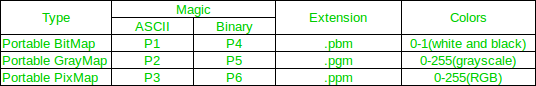 Type Magic Extension Colors
ASCII Binary
Portable BitMap P1 P4 .pbm 0-1(white and black)
Portable GrayMap P2 P5 .pgm 0-255(grayscale)
Portable PixMap P3 P6 .ppm 0-255(RGB)